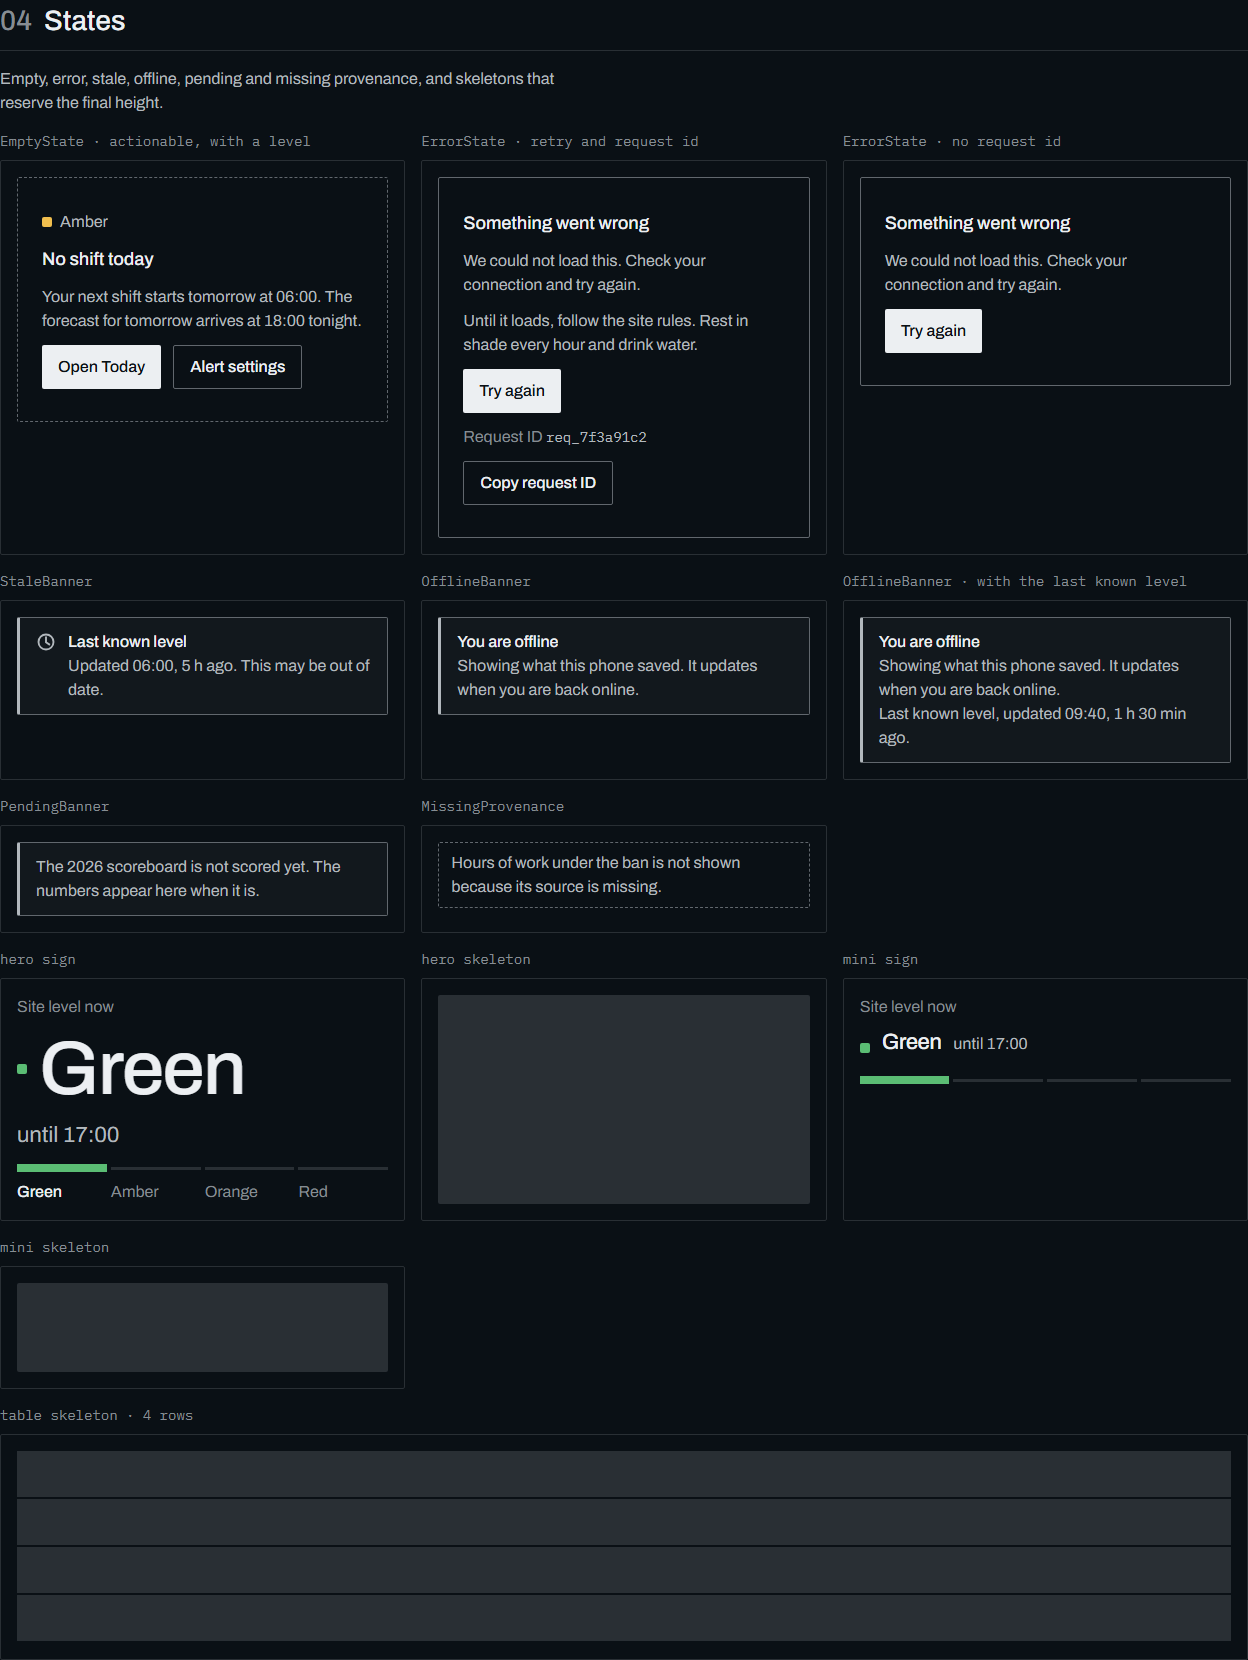 04 States
Empty, error, stale, offline, pending and missing provenance, and skeletons that
reserve the final height.
EmptyState · actionable, with a level
Amber
No shift today
Your next shift starts tomorrow at 06:00. The
forecast for tomorrow arrives at 18:00 tonight.
Open Today
Alert settings
ErrorState · retry and request id
Something went wrong
We could not load this. Check your
connection and try again.
Until it loads, follow the site rules. Rest in
shade every hour and drink water.
Try again
Request ID req_7f3a91c2
Copy request ID
ErrorState · no request id
Something went wrong
We could not load this. Check your
connection and try again.
Try again
StaleBanner
Last known level
Updated 06:00, 5 h ago. This may be out of
date.
OfflineBanner
You are offline
Showing what this phone saved. It updates
when you are back online.
OfflineBanner · with the last known level
You are offline
Showing what this phone saved. It updates
when you are back online.
Last known level, updated 09:40, 1 h 30 min
ago.
PendingBanner
The 2026 scoreboard is not scored yet. The
numbers appear here when it is.
MissingProvenance
Hours of work under the ban is not shown
because its source is missing.
hero sign
Site level now
Green
until 17:00
Green Amber Orange Red
hero skeleton
mini sign
Site level now
Green until 17:00
mini skeleton
table skeleton · 4 rows